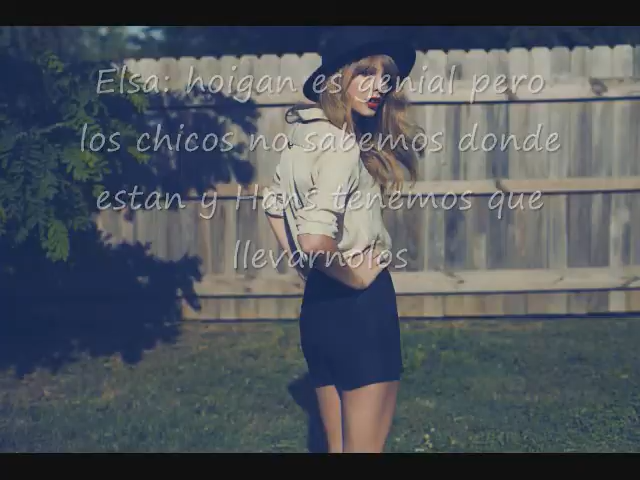 Elsa: hoigan es genial pero
los chicos no sabemos donde
estan y Hans tenemos que
llevarnolos